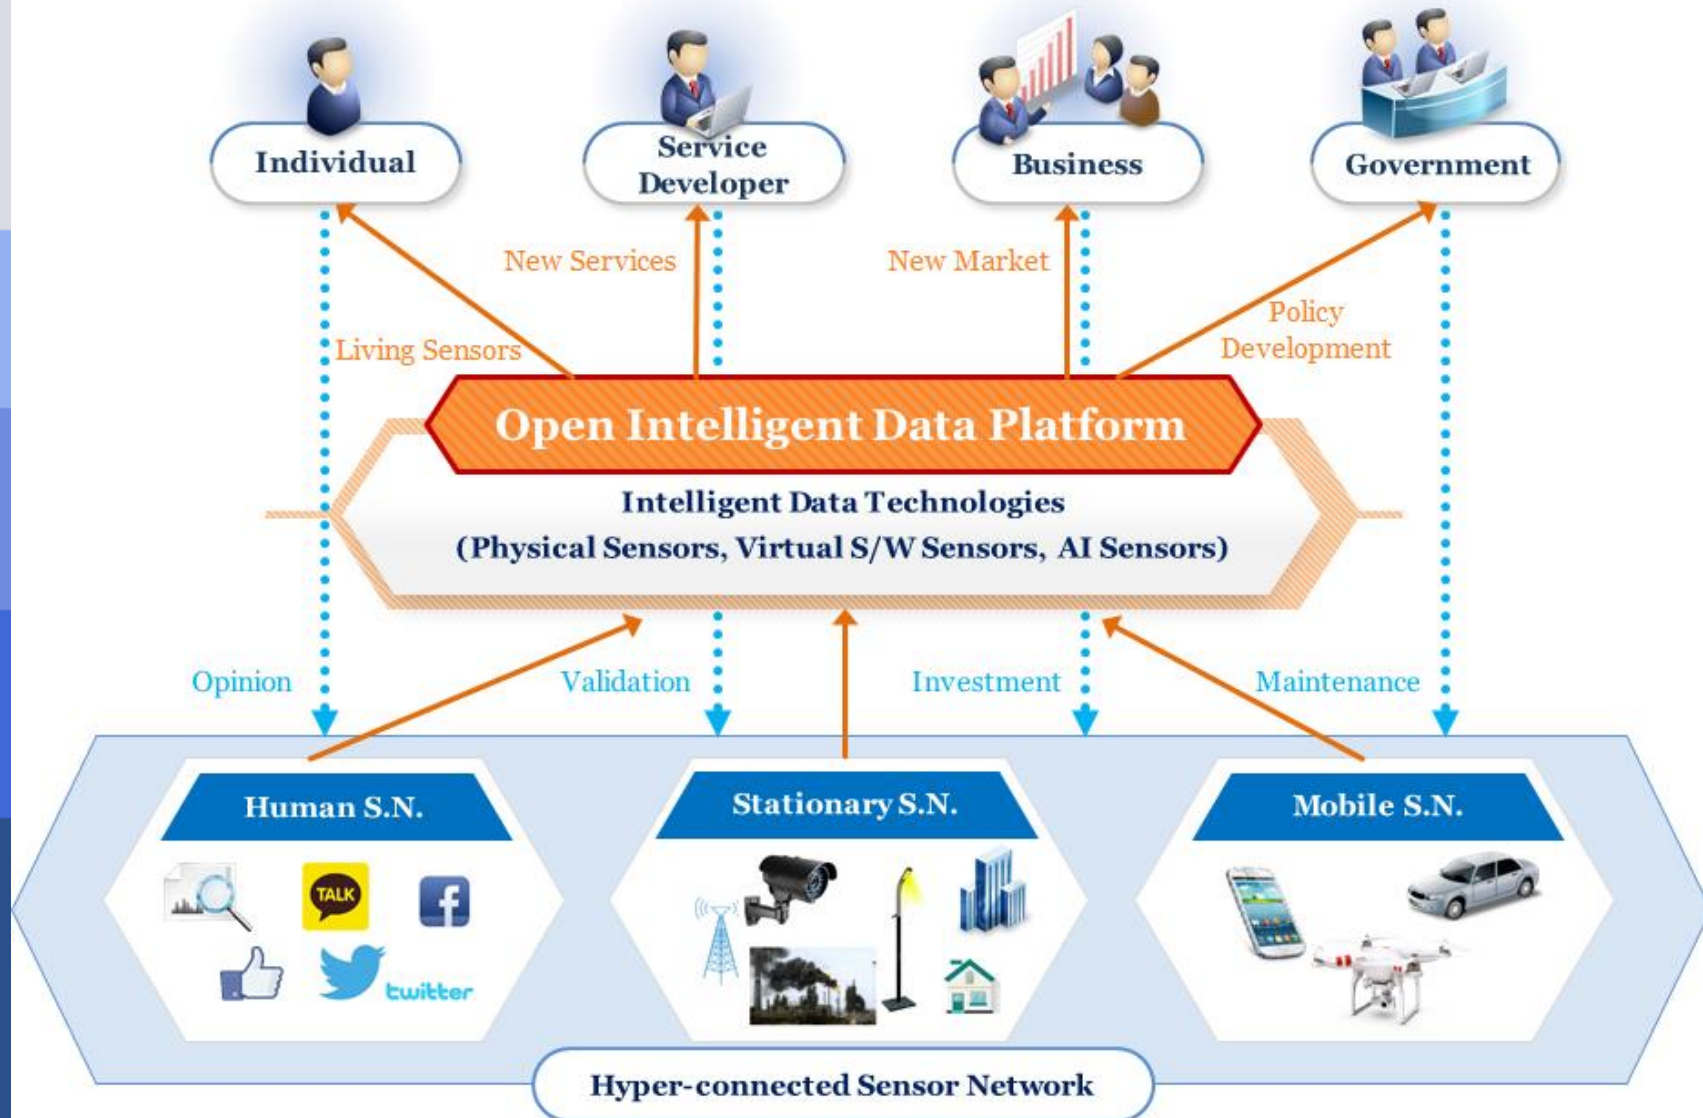 Individual
Service
Developer
Business
Government
New Services
New Market
Living Sensors
Policy
Development
Open Intelligent Data Platform
Intelligent Data Technologies
(Physical Sensors, Virtual S/W Sensors, AI Sensors)
Opinion
Validation
Investment
Maintenance
Human S.N.
Stationary S.N.
Mobile S.N.
TALK
f
twitter
Hyper-connected Sensor Network